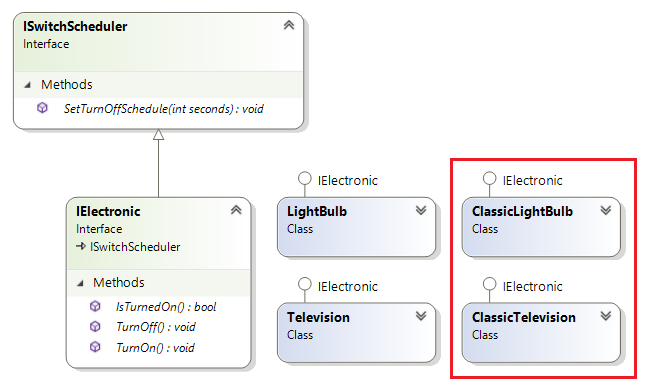 ISwitchScheduler
Interface
Methods
SetTurnOffSchedule(int seconds) : void
IElectronic
Interface
ISwitchScheduler
Methods
IsTurnedOn() : bool
TurnOff() : void
TurnOn() : void
IElectronic
LightBulb
Class
IElectronic
ClassicLightBulb
Class
IElectronic
Television
Class
IElectronic
ClassicTelevision
Class